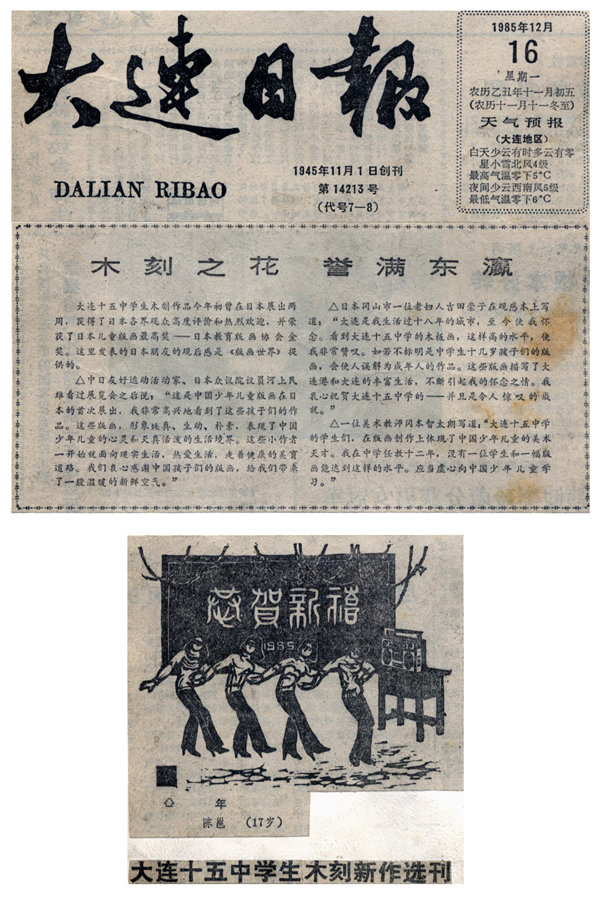 大连日报
DALIAN RIBAO
1945年11月1日创刊
第14213号
(代号7—8)
1985年12月
16
星期一
农历乙丑年十一月初五
(农历十一月十一冬至)
天气预报
(大连地区)
白天少云有时多云有零
星小雪北风4级
最高气温零下5°C
夜间少云西南风5级
最低气温零下6°C
木刻之花 誉满东瀛
大连十五中学生木刻作品今年初曾在日本展出两
周，获得了日本各界观众高度评价和热烈欢迎，并荣
获了日本儿童版画最高奖——日本教育版画协会金
奖。这里发表的日本朋友的观后感是《版画世界》提
供的。
△中日友好运动活动家、日本众议院议员河上民
雄看过展览会之后说：“这是中国少年儿童版画在日
本的首次展出，我非常高兴地看到了这些孩子们的作
品。这些版画，形象纯真、生动、朴素，表现了中国
少年儿童的心灵和天真活泼的生活境界。这些小作者
一开始就面向现实生活，热爱生活，走着健康的美育
道路。我们衷心感谢中国孩子们的版画，给我们带来
了一股温暖的新鲜空气。”
△日本冈山市一位老妇人吉田荣子在观感本上写
道：“大连是我生活过十八年的城市，至今使我怀
念。看到大连十五中学生的木板画，这样高的水平，使
我非常赞叹。如若不标明是中学生十几岁孩子们的版
画，会使人误解为成年人的作品。这些版画描写了大
连港和大连的丰富生活，不断引起我的怀念之情。我
衷心祝贺大连十五中学的——并且是令人惊叹的成
就。”
△一位美术教师冈本智太朗写道：“大连十五中学
的学生们，在版画创作上体现了中国少年儿童的美术
天才。我在中学任教十二年，没有一位学生和一幅版
画能达到这样的水平。应当虚心向中国少年儿童学
习。”
恭贺新禧
1985
年
陈邕 (17岁)
大连十五中学生木刻新作选刊